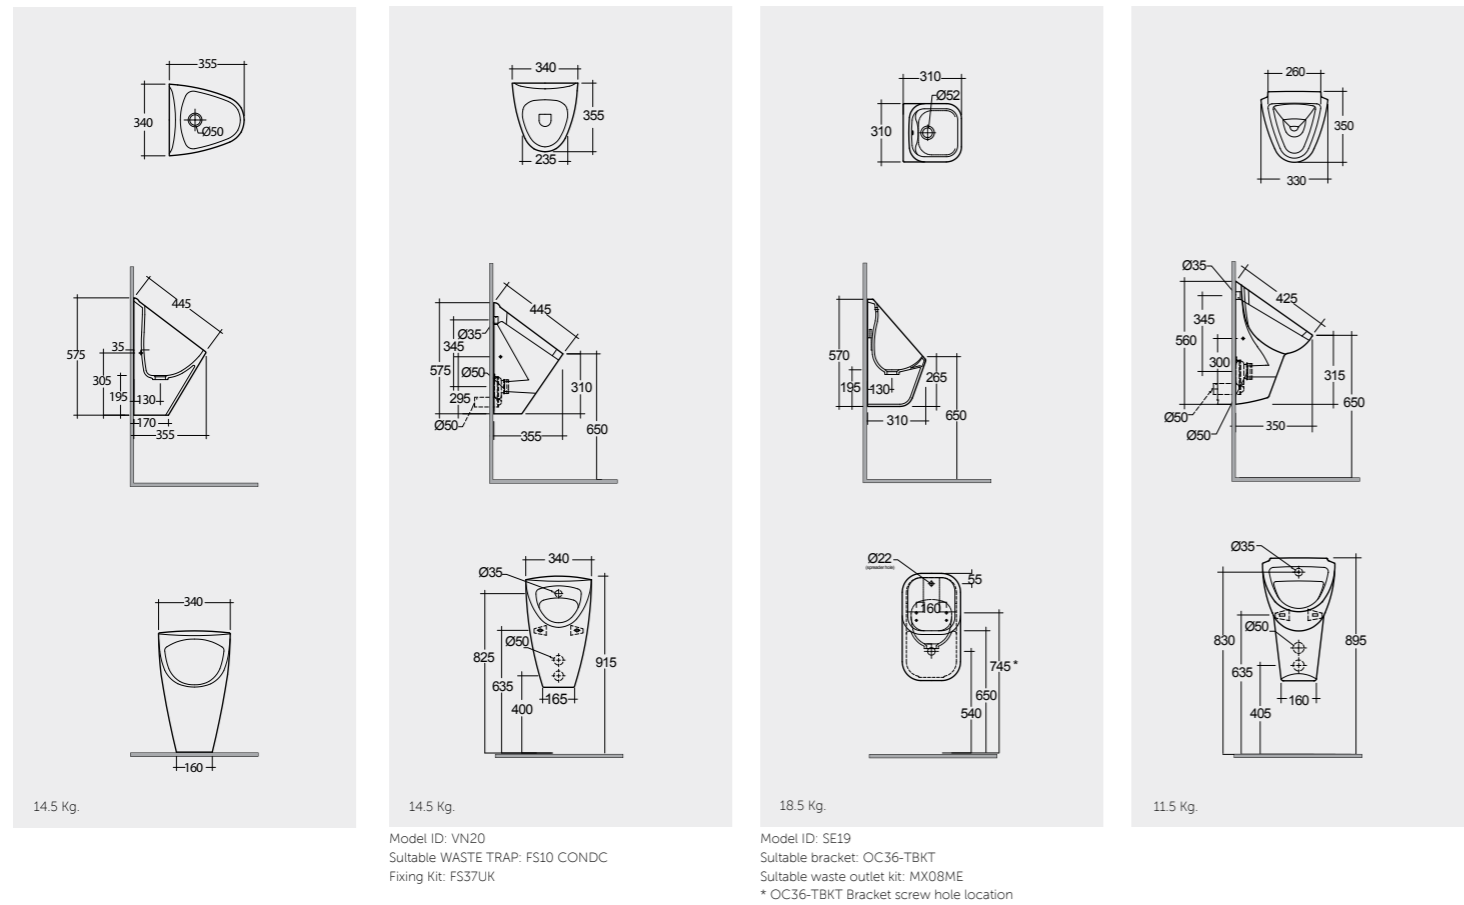 355
340
Ø50
445
575
35
305
195
130
170
355
340
160
14.5 Kg.
340
355
235
445
Ø35
345
575
Ø50
295
310
Ø50
355
650
340
Ø35
Ø50
825
915
635
165
400
14.5 Kg.
Model ID: VN20
Sultable WASTE TRAP: FS10 CONDC
Fixing Kit: FS37UK
310
Ø52
310
570
195
130
265
310
650
Ø22
(spreader hole)
55
160
745 *
650
540
18.5 Kg.
Model ID: SE19
Sultable bracket: OC36-TBKT
Sultable waste outlet kit: MX08ME
* OC36-TBKT Bracket screw hole location
260
350
330
Ø35
425
345
560
300
315
650
Ø50
Ø50
350
Ø35
Ø50
830
895
635
160
405
11.5 Kg.